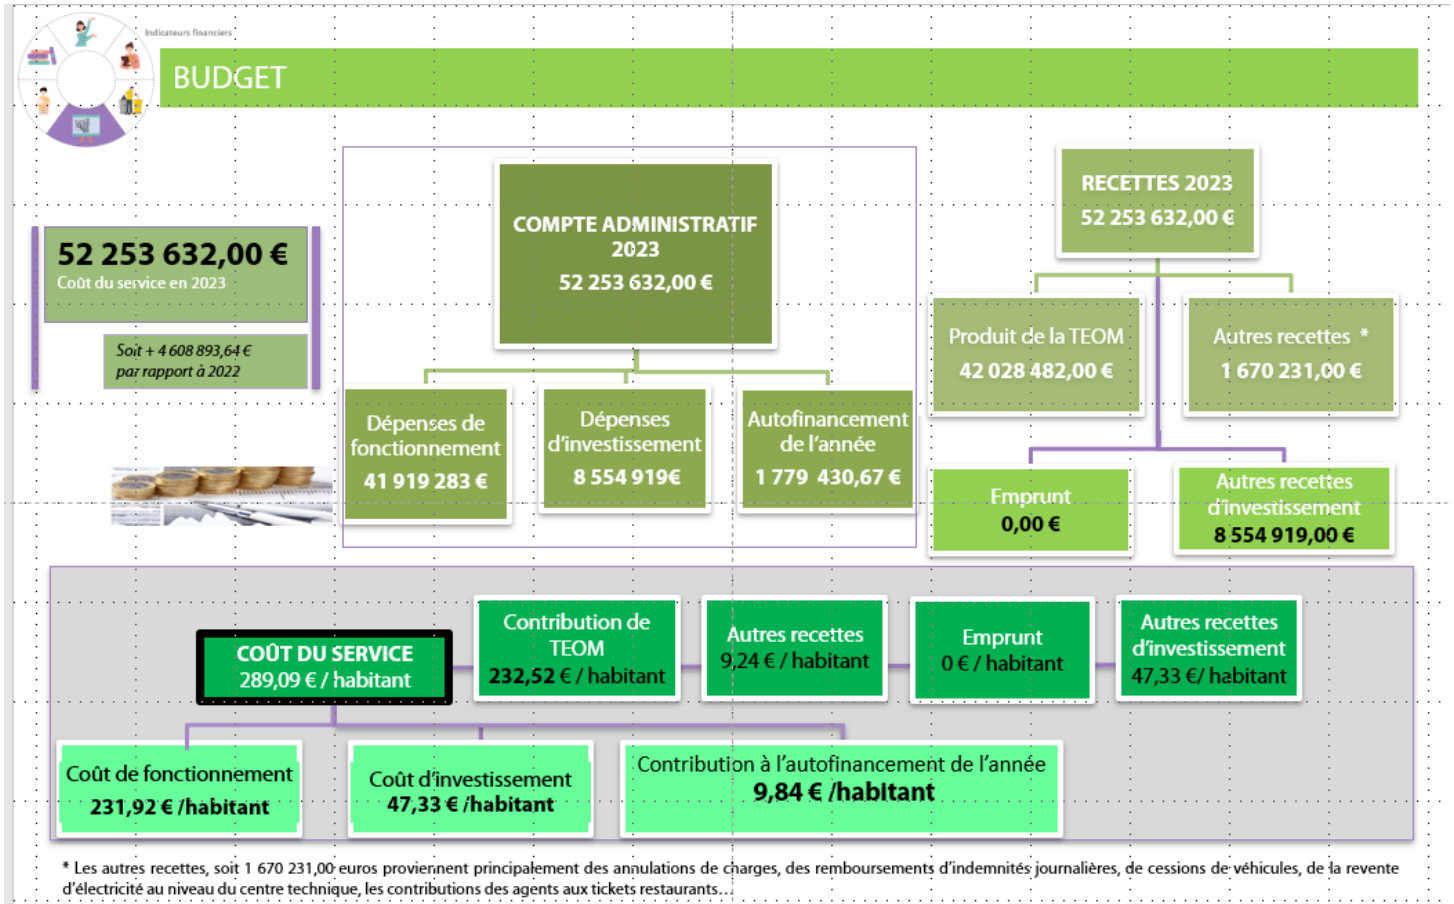 Indicateurs financiers
BUDGET
52 253 632,00 €
Coût du service en 2023
Soit + 4 608 893,64 €
par rapport à 2022
COMPTE ADMINISTRATIF
2023
52 253 632,00 €
Dépenses de
fonctionnement
41 919 283 €
Dépenses
d'investissement
8 554 919€
Autofinancement
de l'année
1 779 430,67 €
RECETTES 2023
52 253 632,00 €
Produit de la TEOM
42 028 482,00 €
Autres recettes *
1 670 231,00 €
Emprunt
0,00 €
Autres recettes
d'investissement
8 554 919,00 €
COÛT DU SERVICE
289,09 € / habitant
Contribution de
TEOM
232,52 € / habitant
Autres recettes
9,24 € / habitant
Emprunt
0 € / habitant
Autres recettes
d'investissement
47,33 €/ habitant
Coût de fonctionnement
231,92 € /habitant
Coût d'investissement
47,33 € /habitant
Contribution à l'autofinancement de l'année
9,84 € /habitant
* Les autres recettes, soit 1 670 231,00 euros proviennent principalement des annulations de charges, des remboursements d'indemnités journalières, de cessions de véhicules, de la revente
d'électricité au niveau du centre technique, les contributions des agents aux tickets restaurants…